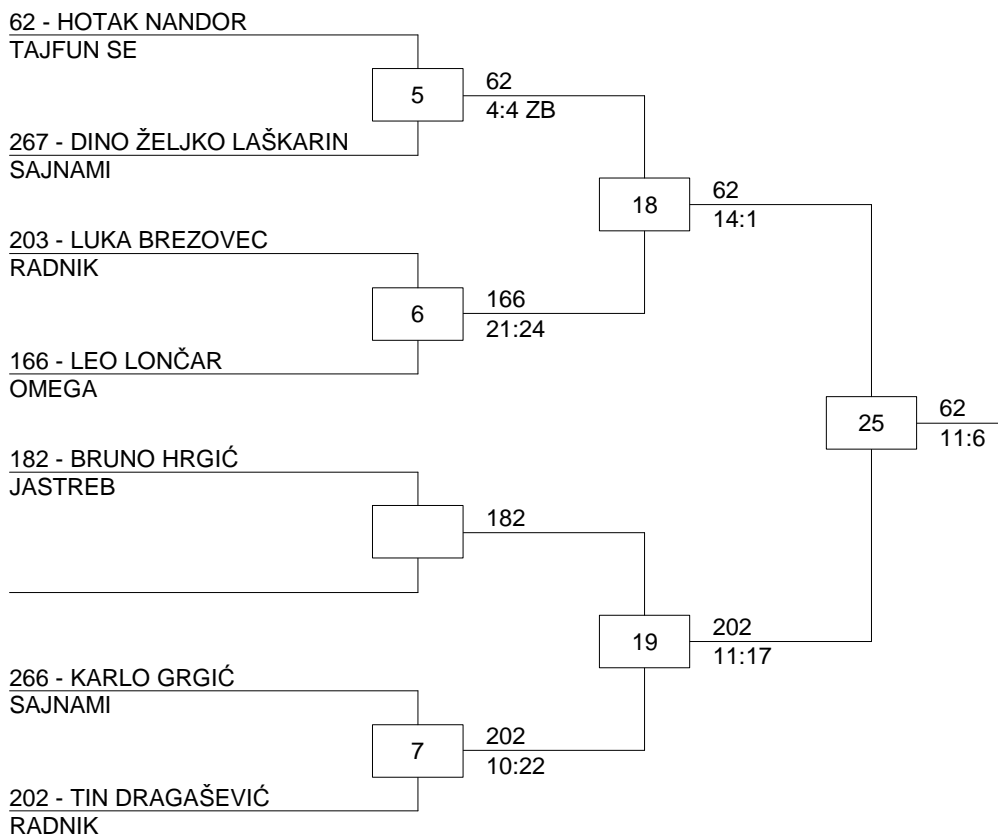 62 - HOTAK NANDOR
TAJFUN SE
5
62
4:4 ZB
267 - DINO ŽELJKO LAŠKARIN
SAJNAMI
18
62
14:1
203 - LUKA BREZOVEC
RADNIK
6
166
21:24
166 - LEO LONČAR
OMEGA
25
62
11:6
182 - BRUNO HRGIĆ
JASTREB
182
19
202
11:17
266 - KARLO GRGIĆ
SAJNAMI
7
202
10:22
202 - TIN DRAGAŠEVIĆ
RADNIK